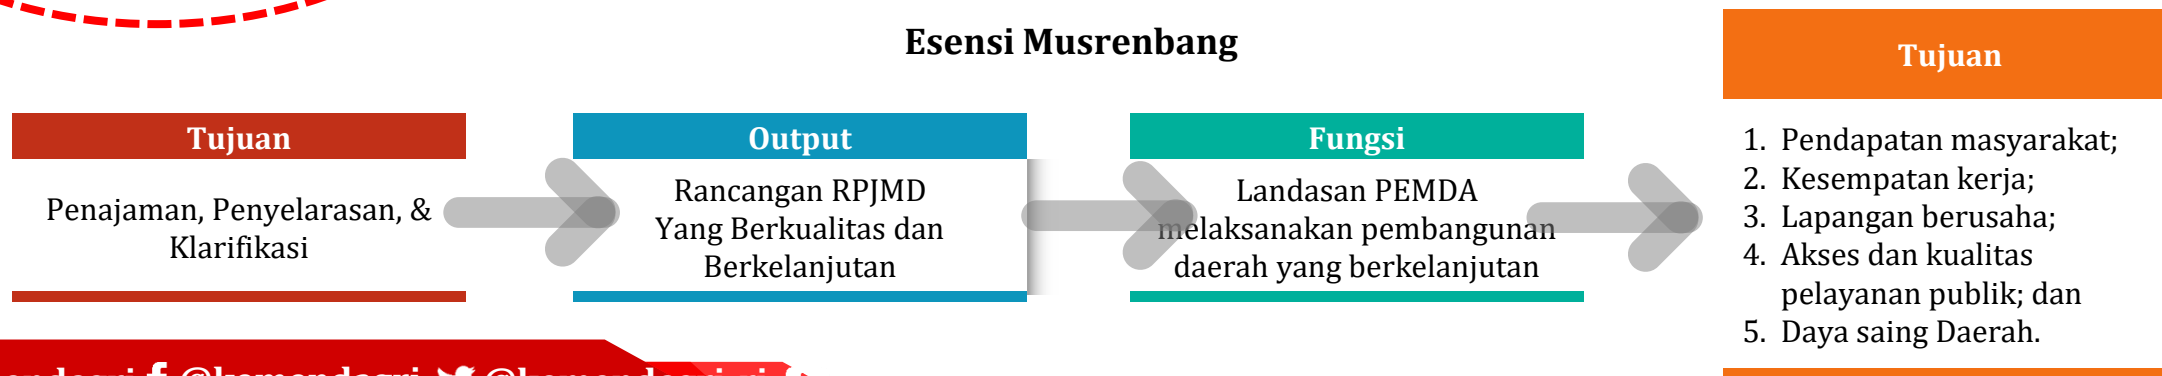 Esensi Musrenbang
Tujuan
Penajaman, Penyelarasan, &
Klarifikasi
Output
Rancangan RPJMD
Yang Berkualitas dan
Berkelanjutan
Fungsi
Landasan PEMDA
melaksanakan pembangunan
daerah yang berkelanjutan
Tujuan
1. Pendapatan masyarakat;
2. Kesempatan kerja;
3. Lapangan berusaha;
4. Akses dan kualitas
pelayanan publik; dan
5. Daya saing Daerah.